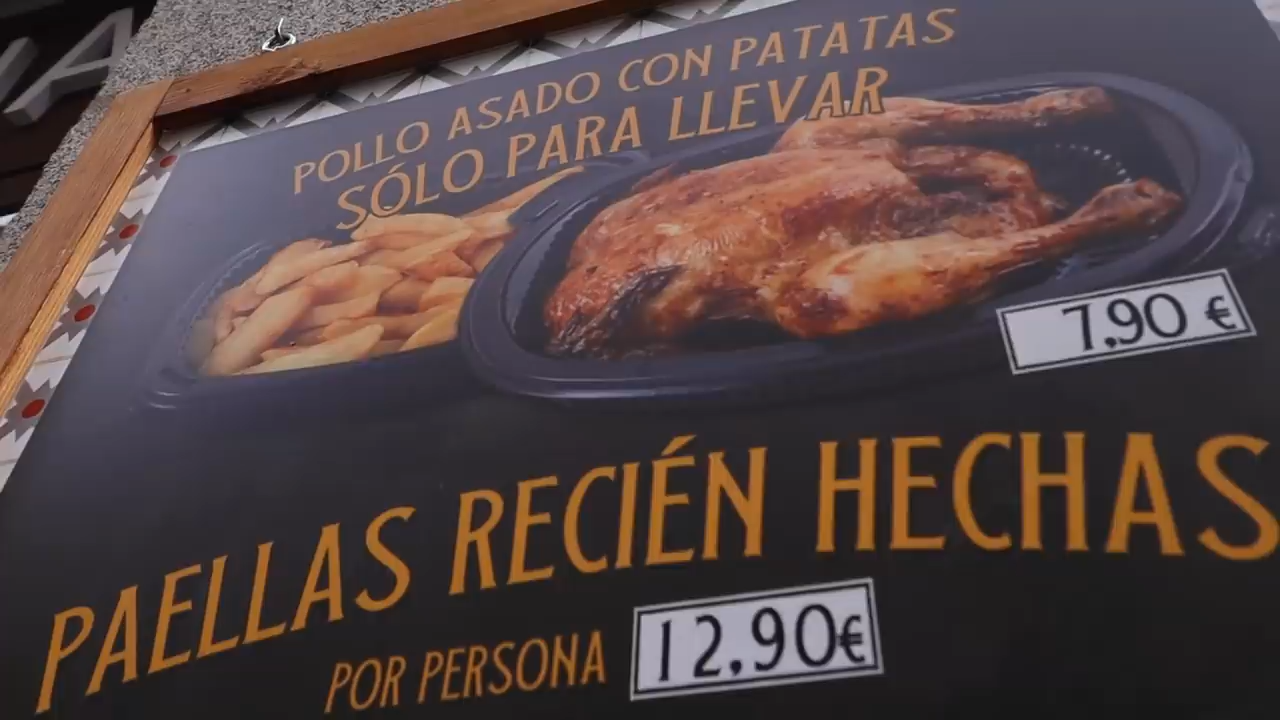 POLLO ASADO CON PATATAS
SÓLO PARA LLEVAR
7,90 €
PAELLAS RECIÉN HECHAS
POR PERSONA 12,90€